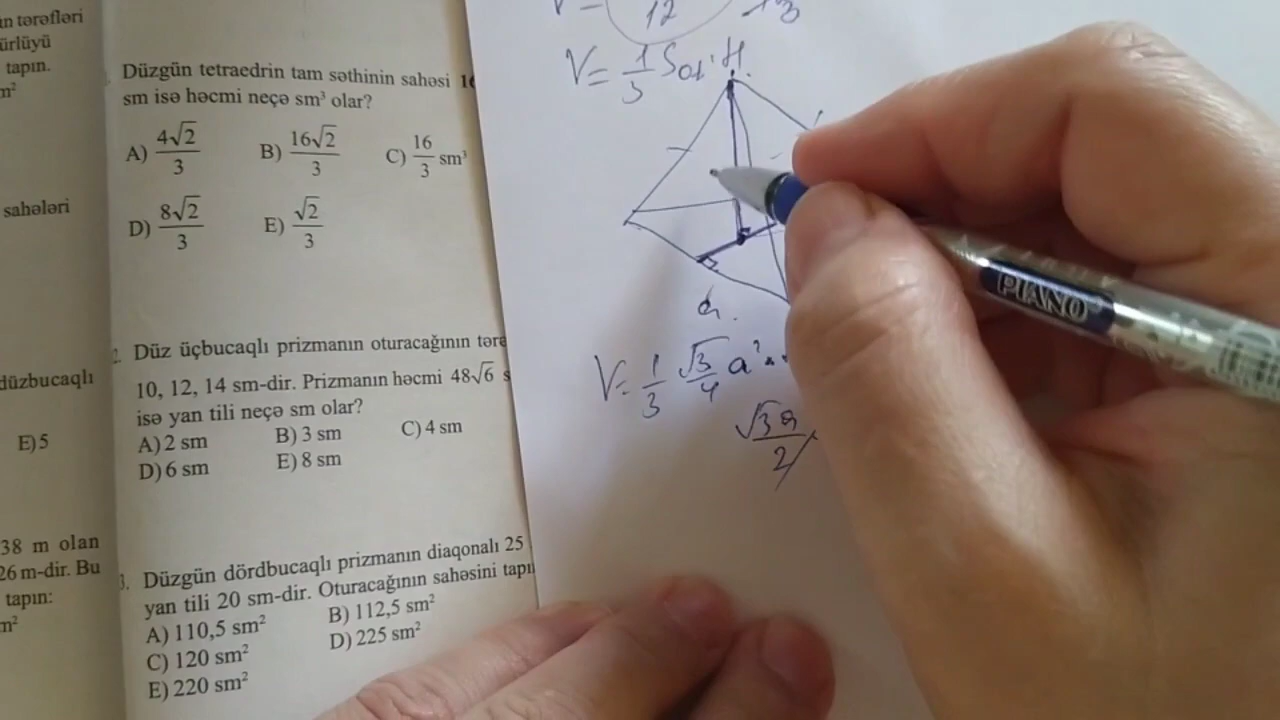 n tərəfləri
ürlüyü
tapın.
m²
sahələri
düzbucaqlı
E) 5
38 m olan
26 m-dir. Bu
tapın:
m²
Düzgün tetraedrin tam səthinin sahəsi 16
sm isə həcmi neçə sm³ olar?
A) 4√2/3 B) 16√2/3 C) 16/3 sm³
D) 8√2/3 E) √2/3
2. Düz üçbucaqlı prizmanın oturacağının tərə
10, 12, 14 sm-dir. Prizmanın həcmi 48√6 s
isə yan tili neçə sm olar?
A) 2 sm B) 3 sm C) 4 sm
D) 6 sm E) 8 sm
3. Düzgün dördbucaqlı prizmanın diaqonalı 25
yan tili 20 sm-dir. Oturacağının sahəsini tapı
A) 110,5 sm² B) 112,5 sm²
C) 120 sm² D) 225 sm²
E) 220 sm²
12
V = 1/3 Sot · H.
a.
V = 1/3 √3/4 a² ·
√3a/2
PIANO